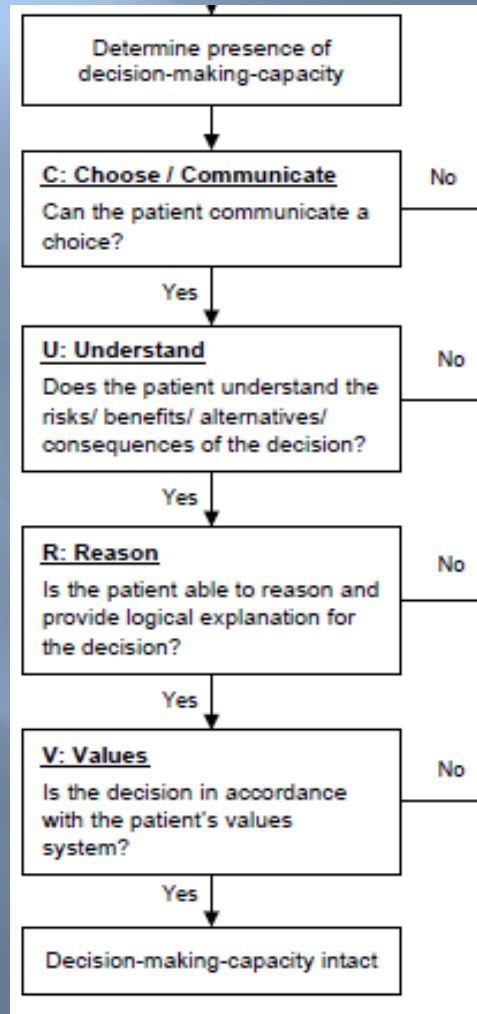 Determine presence of
decision-making-capacity
C: Choose / Communicate
No
Can the patient communicate a
choice?
Yes
U: Understand
No
Does the patient understand the
risks/ benefits/ alternatives/
consequences of the decision?
Yes
R: Reason
No
Is the patient able to reason and
provide logical explanation for
the decision?
Yes
V: Values
No
Is the decision in accordance
with the patient's values
system?
Yes
Decision-making-capacity intact